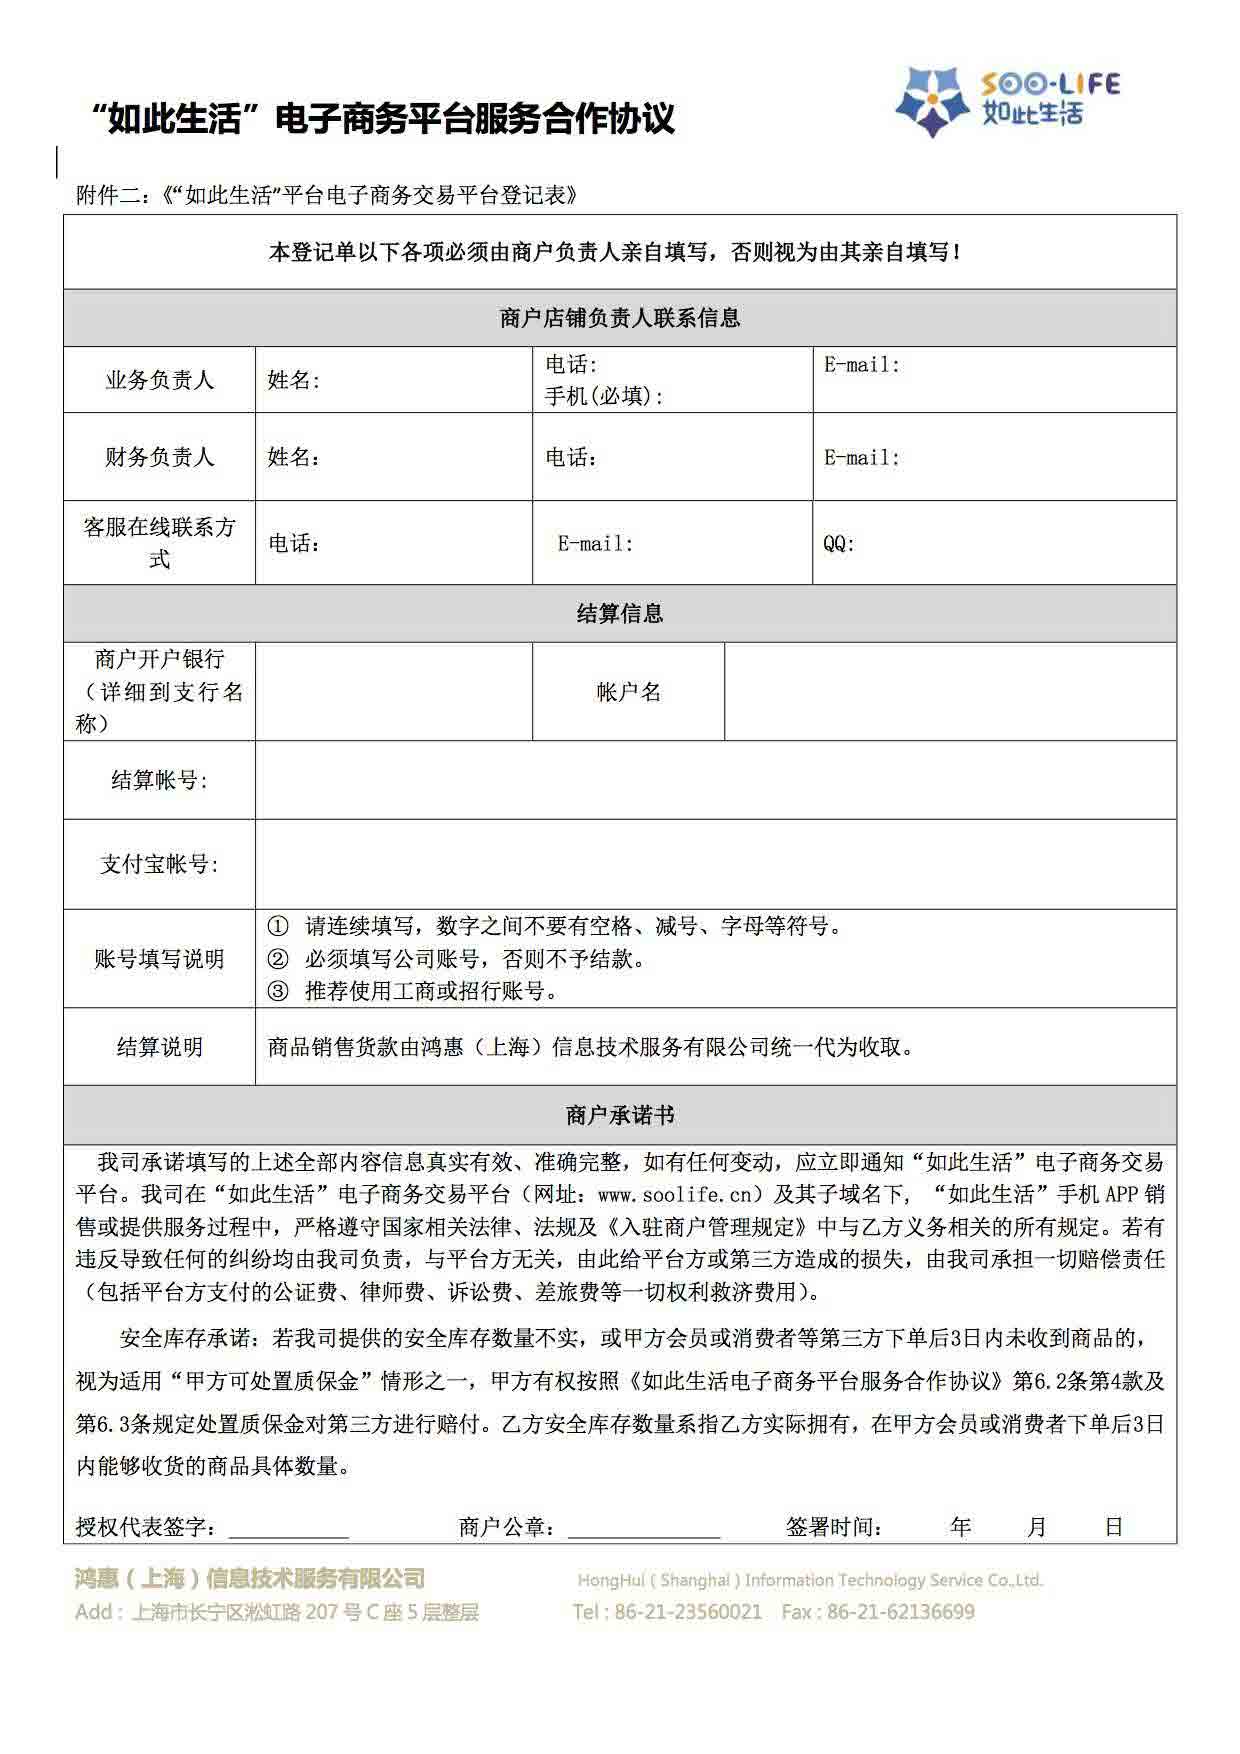 “如此生活”电子商务平台服务合作协议
SOO-LIFE
如此生活
附件二：《“如此生活”平台电子商务交易平台登记表》
本登记单以下各项必须由商户负责人亲自填写，否则视为由其亲自填写！
商户店铺负责人联系信息
业务负责人
姓名:
电话:
手机(必填):
E-mail:
财务负责人
姓名：
电话：
E-mail:
客服在线联系方
式
电话：
E-mail:
QQ:
结算信息
商户开户银行
（详细到支行名
称）
帐户名
结算帐号:
支付宝帐号:
账号填写说明
① 请连续填写，数字之间不要有空格、减号、字母等符号。
② 必须填写公司账号，否则不予结款。
③ 推荐使用工商或招行账号。
结算说明
商品销售货款由鸿惠（上海）信息技术服务有限公司统一代为收取。
商户承诺书
我司承诺填写的上述全部内容信息真实有效、准确完整，如有任何变动，应立即通知“如此生活”电子商务交易
平台。我司在“如此生活”电子商务交易平台（网址：www.soolife.cn）及其子域名下，“如此生活”手机 APP 销
售或提供服务过程中，严格遵守国家相关法律、法规及《入驻商户管理规定》中与乙方义务相关的所有规定。若有
违反导致任何的纠纷均由我司负责，与平台方无关，由此给平台方或第三方造成的损失，由我司承担一切赔偿责任
（包括平台方支付的公证费、律师费、诉讼费、差旅费等一切权利救济费用）。
安全库存承诺：若我司提供的安全库存数量不实，或甲方会员或消费者等第三方下单后3日内未收到商品的，
视为适用“甲方可处置质保金”情形之一，甲方有权按照《如此生活电子商务平台服务合作协议》第6.2条第4款及
第6.3条规定处置质保金对第三方进行赔付。乙方安全库存数量系指乙方实际拥有，在甲方会员或消费者下单后3日
内能够收货的商品具体数量。
授权代表签字：___________ 商户公章：______________ 签署时间： 年 月 日
鸿惠（上海）信息技术服务有限公司 HongHui ( Shanghai ) Information Technology Service Co.,Ltd.
Add：上海市长宁区淞虹路 207 号 C 座 5 层整层 Tel : 86-21-23560021 Fax : 86-21-62136699